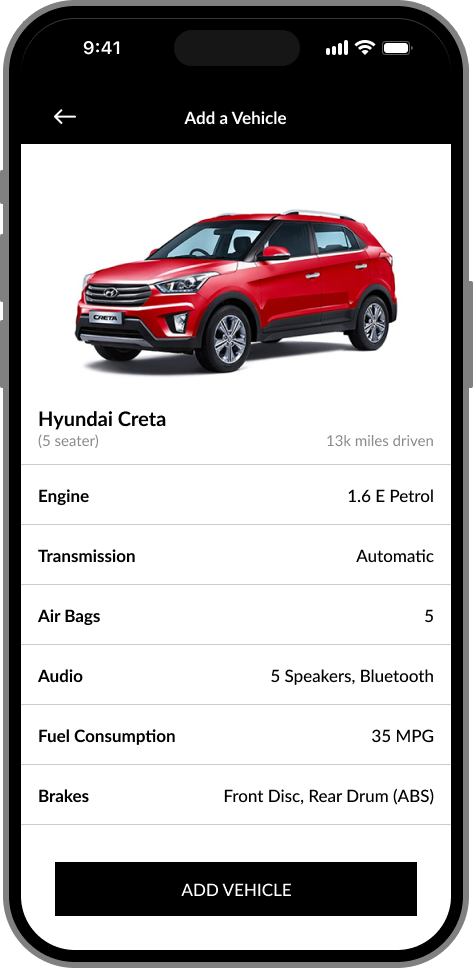 9:41
Add a Vehicle
CRETA
Hyundai Creta
(5 seater) 13k miles driven
Engine 1.6 E Petrol
Transmission Automatic
Air Bags 5
Audio 5 Speakers, Bluetooth
Fuel Consumption 35 MPG
Brakes Front Disc, Rear Drum (ABS)
ADD VEHICLE